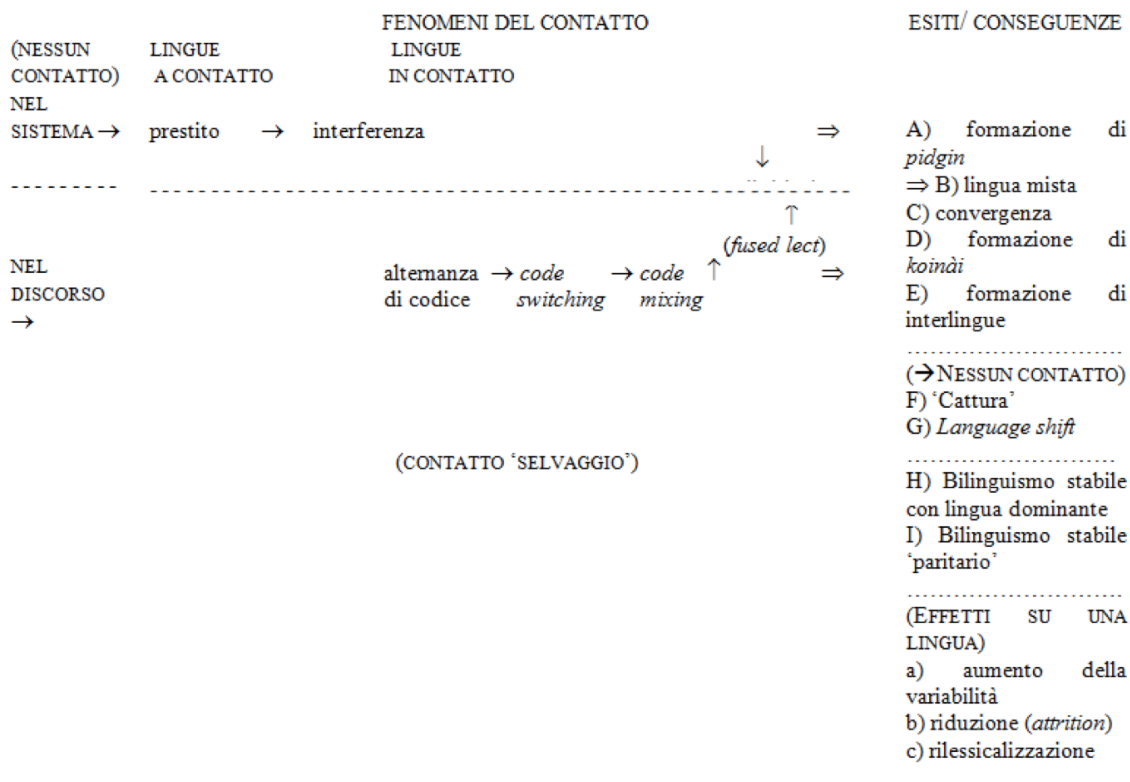 FENOMENI DEL CONTATTO ESITI/ CONSEGUENZE
(NESSUN LINGUE LINGUE
CONTATTO) A CONTATTO IN CONTATTO
NEL
SISTEMA → prestito → interferenza ⇒ A) formazione di
↓ pidgin
- - - - - - - - - - - - - - - - - - - - - - - - - - - - - - - - - - - - - - - - - - - - - - - - - - - - ⇒ B) lingua mista
↑ C) convergenza
(fused lect) D) formazione di
NEL alternanza → code → code ↑ ⇒ koinài
DISCORSO di codice switching mixing E) formazione di
→ interlingue
.............................
(→NESSUN CONTATTO)
F) ‘Cattura’
G) Language shift
(CONTATTO ‘SELVAGGIO’) ............................
H) Bilinguismo stabile
con lingua dominante
I) Bilinguismo stabile
‘paritario’
.............................
(EFFETTI SU UNA
LINGUA)
a) aumento della
variabilità
b) riduzione (attrition)
c) rilessicalizzazione